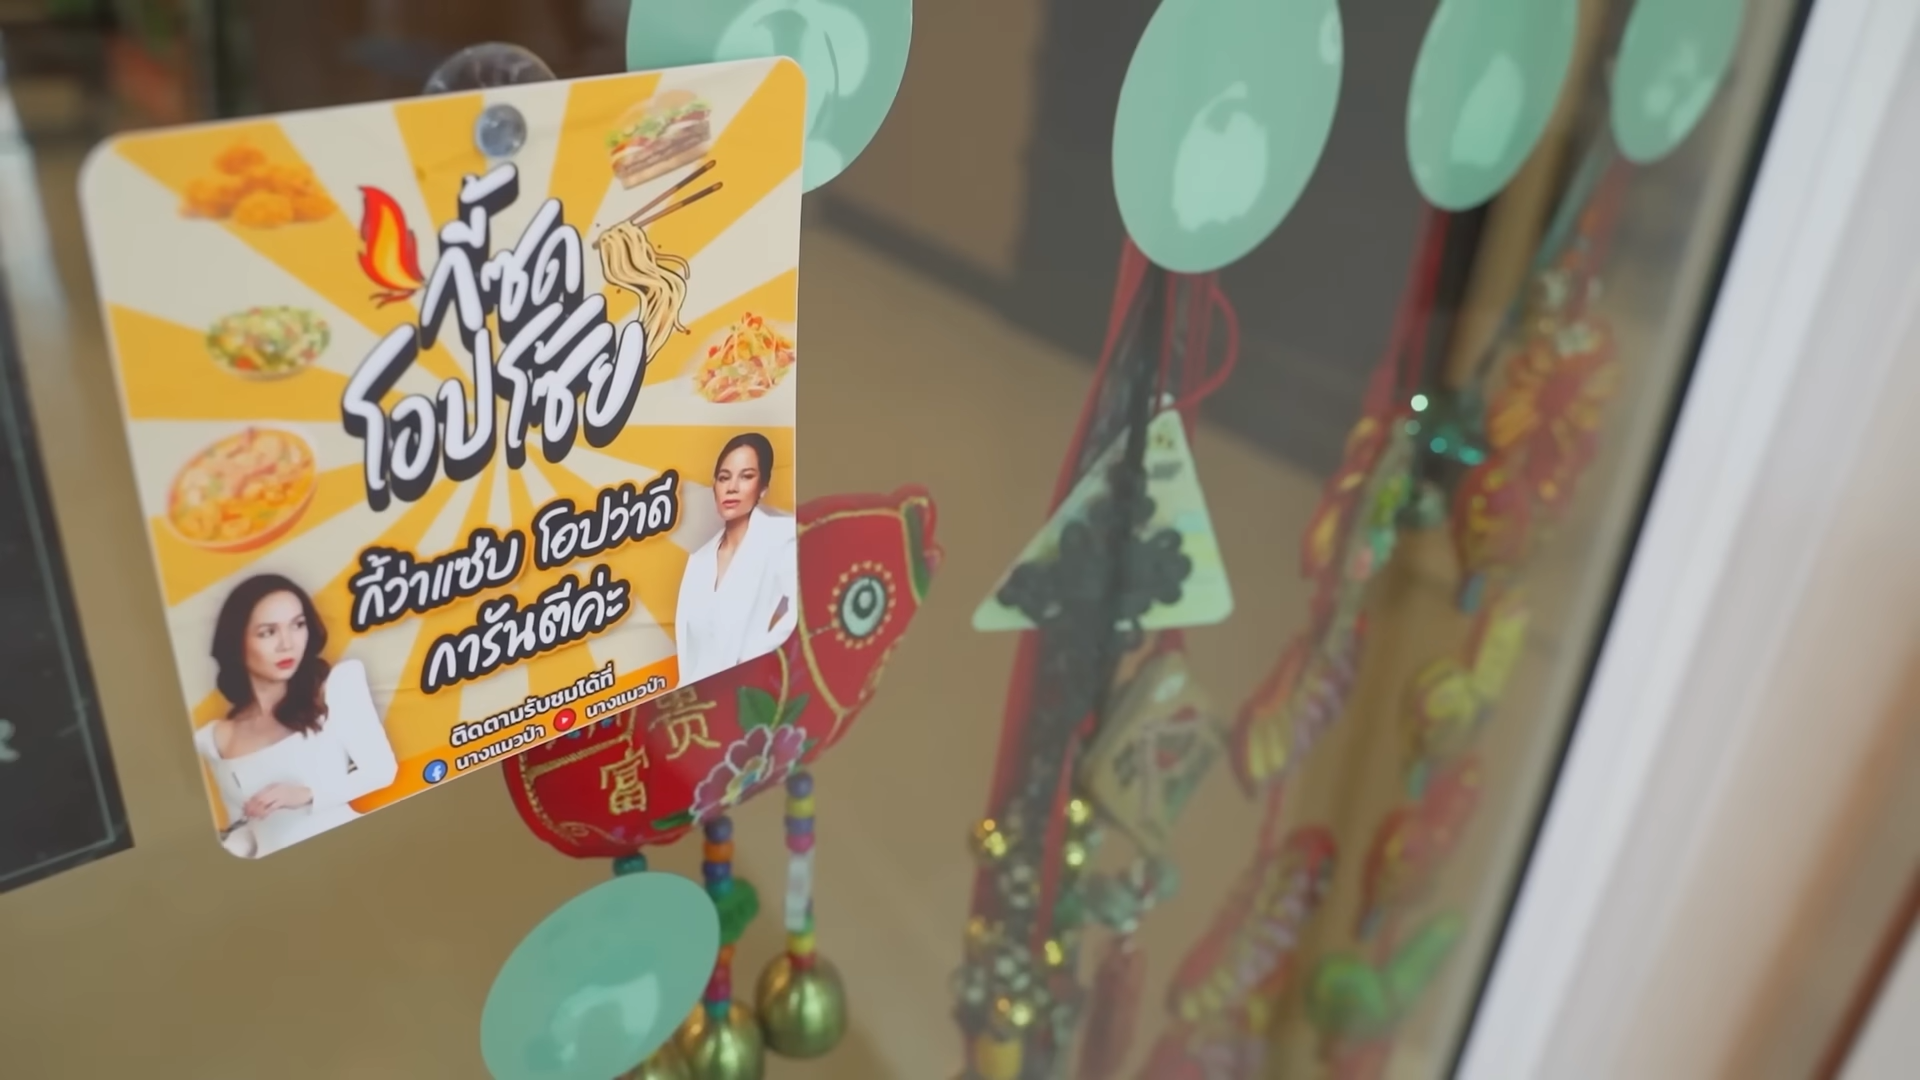 กี้ซด
โอปโซ้ย
กี้ว่าแซ่บ โอปว่าดี
การันตีค่ะ
ติดตามรับชมได้ที่
นางแมวป่า นางแมวป่า
富贵